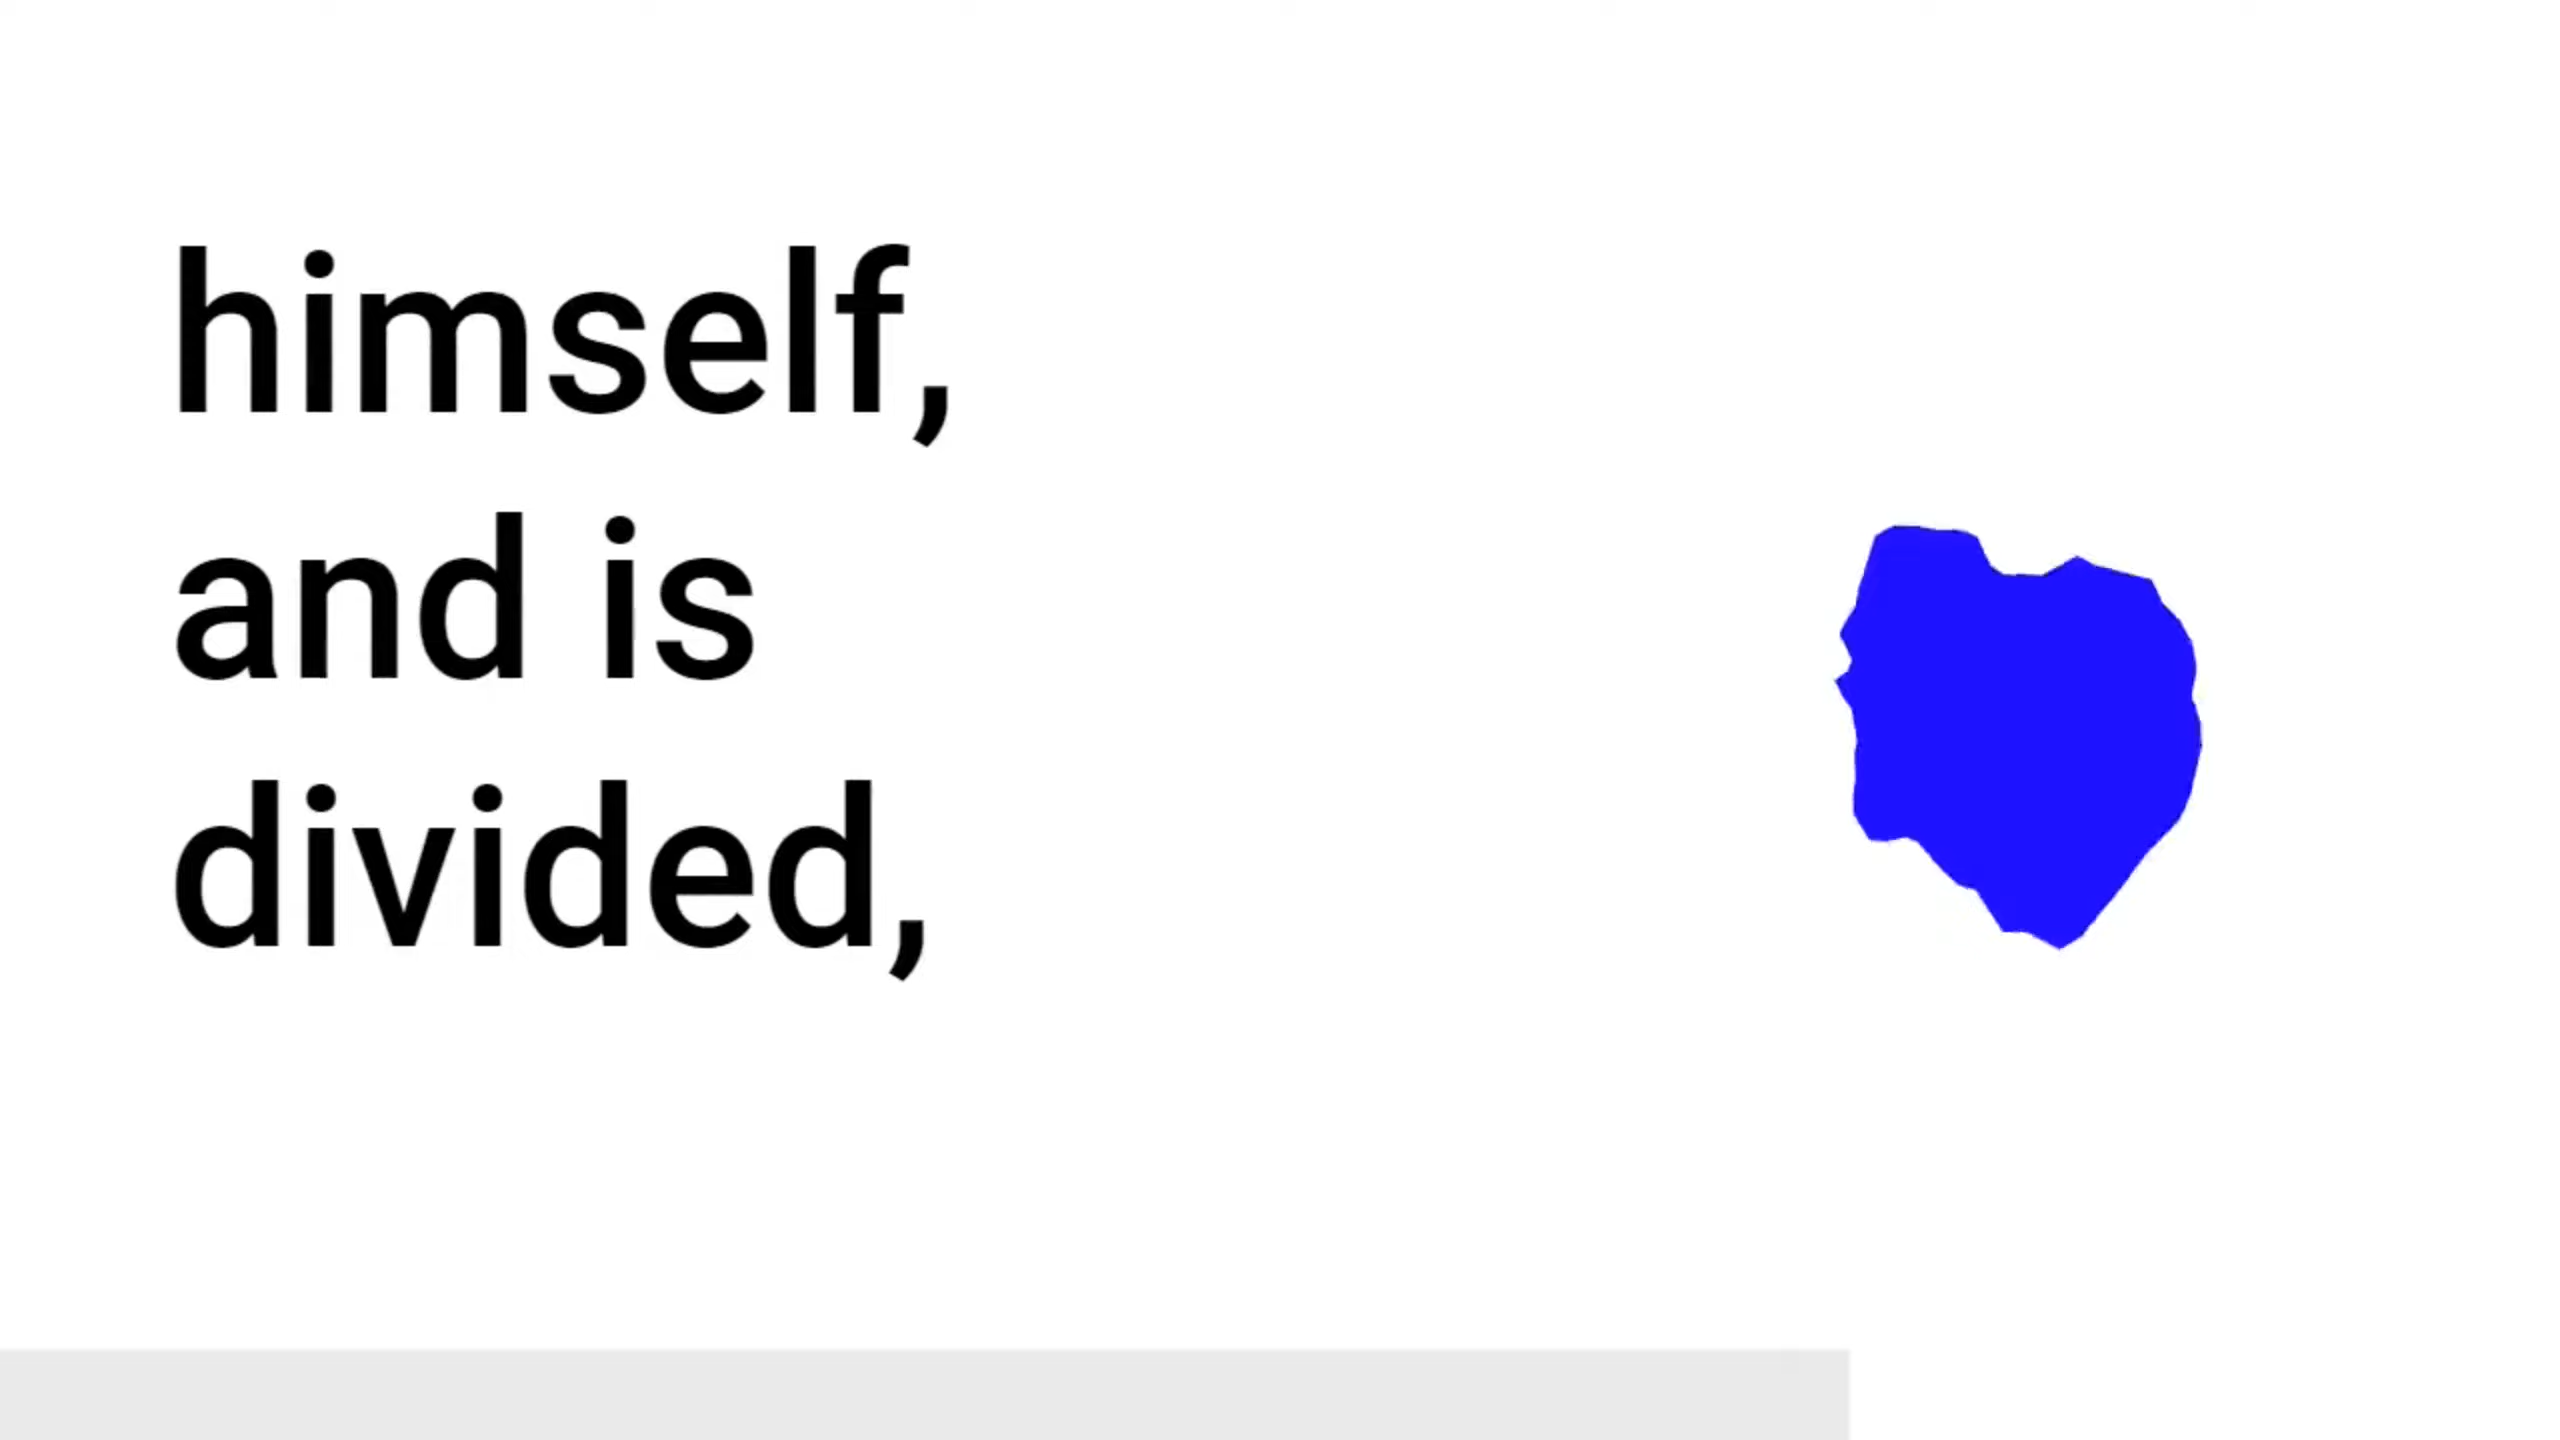 himself,
and is
divided,